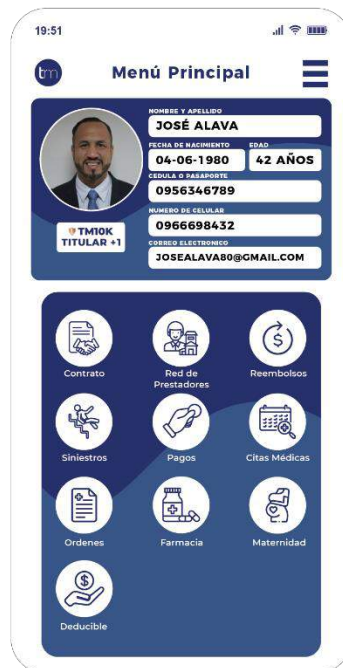 19:51
tm Menú Principal
NOMBRE Y APELLIDO
JOSÉ ALAVA
FECHA DE NACIMIENTO EDAD
04-06-1980 42 AÑOS
CEDULA O PASAPORTE
0956346789
NUMERO DE CELULAR
0966698432
CORREO ELECTRONICO
JOSEALAVA80@GMAIL.COM
TM10K
TITULAR +1
Contrato
Red de
Prestadores
Reembolsos
Siniestros
Pagos
Citas Médicas
Ordenes
Farmacia
Maternidad
Deducible